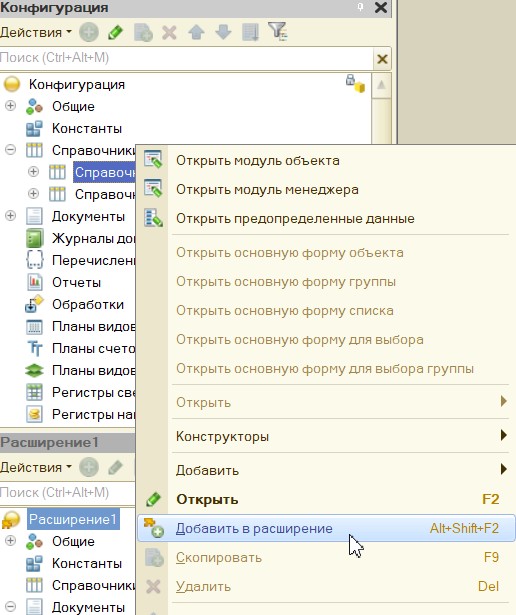 Конфигурация
Действия
Поиск (Ctrl+Alt+M)
Конфигурация
Общие
Константы
Справочники
Справоч
Справоч
Документы
Журналы до
Перечислен
Отчеты
Обработки
Планы видов
Планы счето
Планы видов
Регистры све
Регистры нак
Открыть модуль объекта
Открыть модуль менеджера
Открыть предопределенные данные
Открыть основную форму объекта
Открыть основную форму группы
Открыть основную форму списка
Открыть основную форму для выбора
Открыть основную форму для выбора группы
Открыть
Конструкторы
Добавить
Открыть F2
Добавить в расширение Alt+Shift+F2
Скопировать F9
Удалить Del
Расширение1
Действия
Поиск (Ctrl+Alt+M)
Расширение1
Общие
Константы
Справочники
Документы